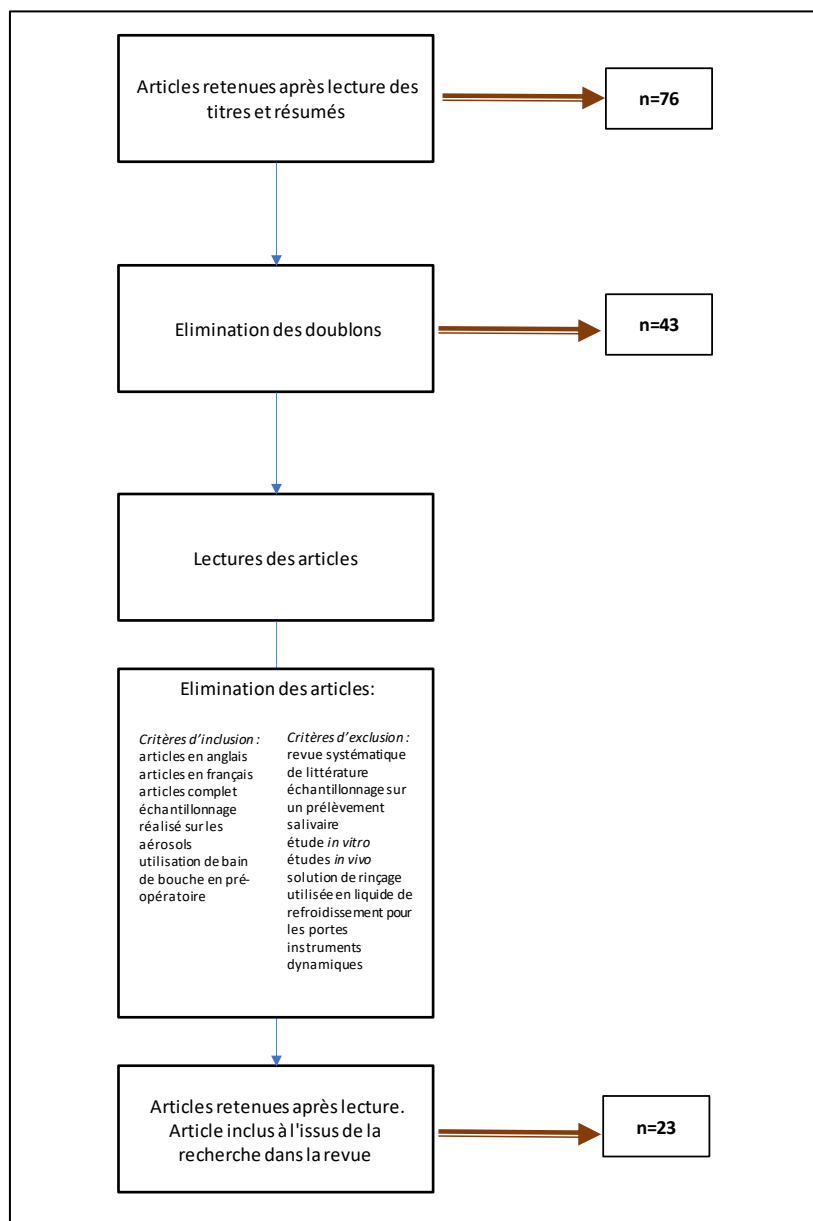 Articles retenues après lecture des
titres et résumés
n=76
Elimination des doublons
n=43
Lectures des articles
Elimination des articles:
Critères d’inclusion :
articles en anglais
articles en français
articles complet
échantillonnage
réalisé sur les
aérosols
utilisation de bain
de bouche en pré-
opératoire
Critères d’exclusion :
revue systématique
de littérature
échantillonnage sur
un prélèvement
salivaire
étude in vitro
études in vivo
solution de rinçage
utilisée en liquide de
refroidissement pour
les portes
instruments
dynamiques
Articles retenues après lecture.
Article inclus à l'issus de la
recherche dans la revue
n=23